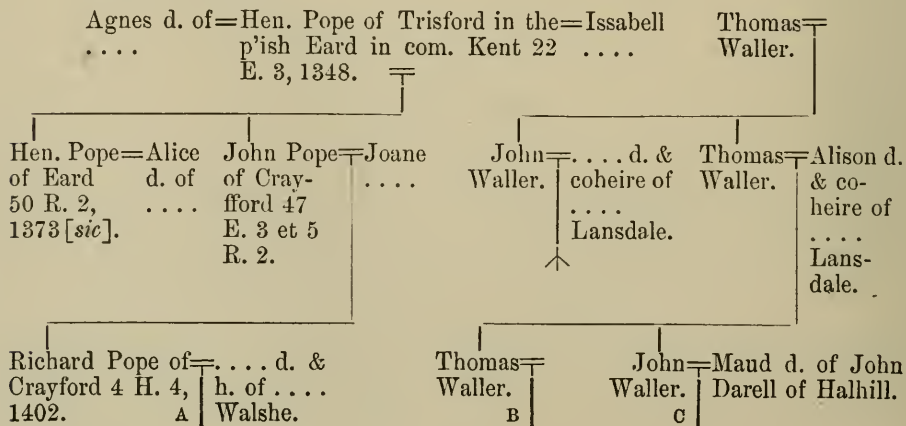 Agnes d. of=Hen. Pope of Trisford in the=Issabell Thomas
. . . . p'ish Eard in com. Kent 22 . . . . Waller.
E. 3, 1348.
Hen. Pope=Alice John Pope=Joane John=. . . . d. & Thomas=Alison d.
of Eard d. of of Cray- . . . . Waller. coheire of Waller. & co-
50 R. 2, . . . . fford 47 . . . . heire of
1373 [sic]. E. 3 et 5 Lansdale. . . . .
R. 2. Lans-
dale.
Richard Pope of=. . . . d. & Thomas= John=Maud d. of John
Crayford 4 H. 4, h. of . . . . Waller. Waller. Darell of Halhill.
1402. A Walshe. B C